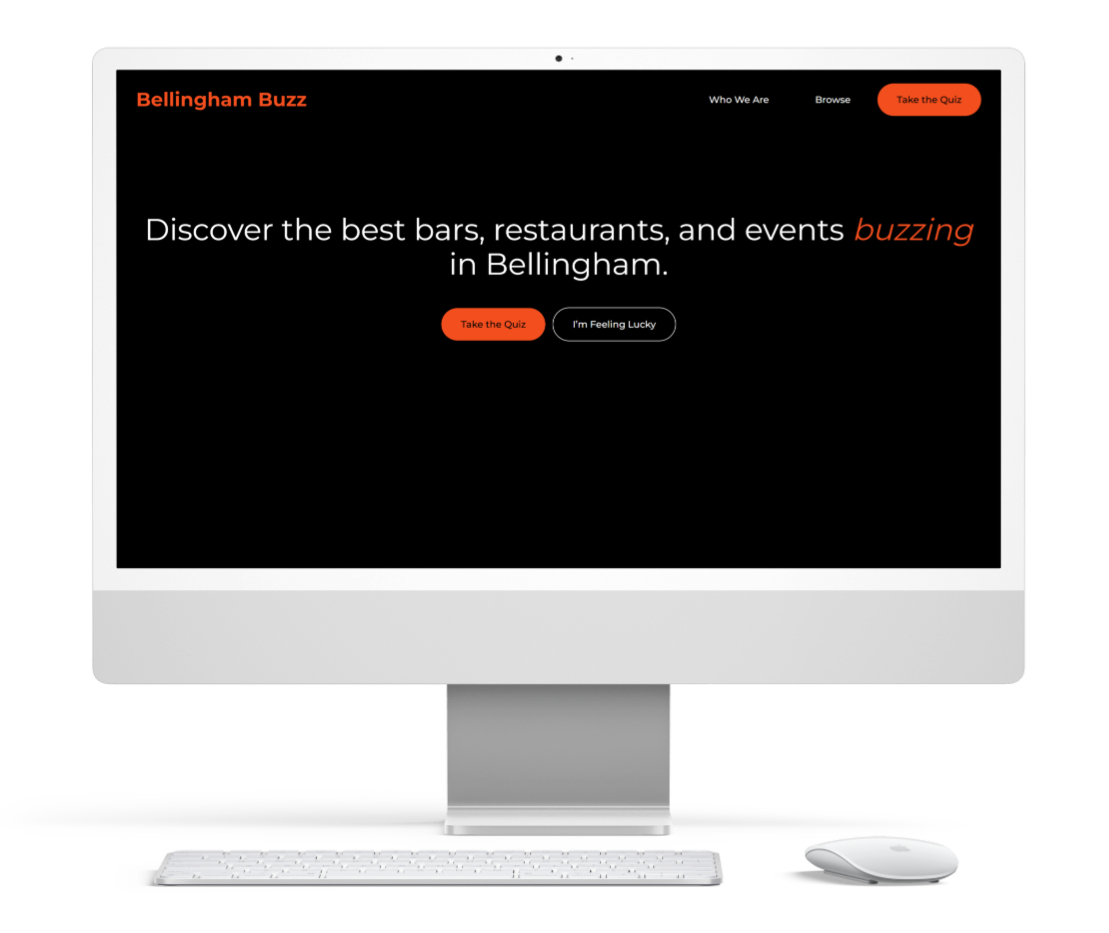 Bellingham Buzz
Who We Are
Browse
Take the Quiz
Discover the best bars, restaurants, and events buzzing
in Bellingham.
Take the Quiz
I'm Feeling Lucky